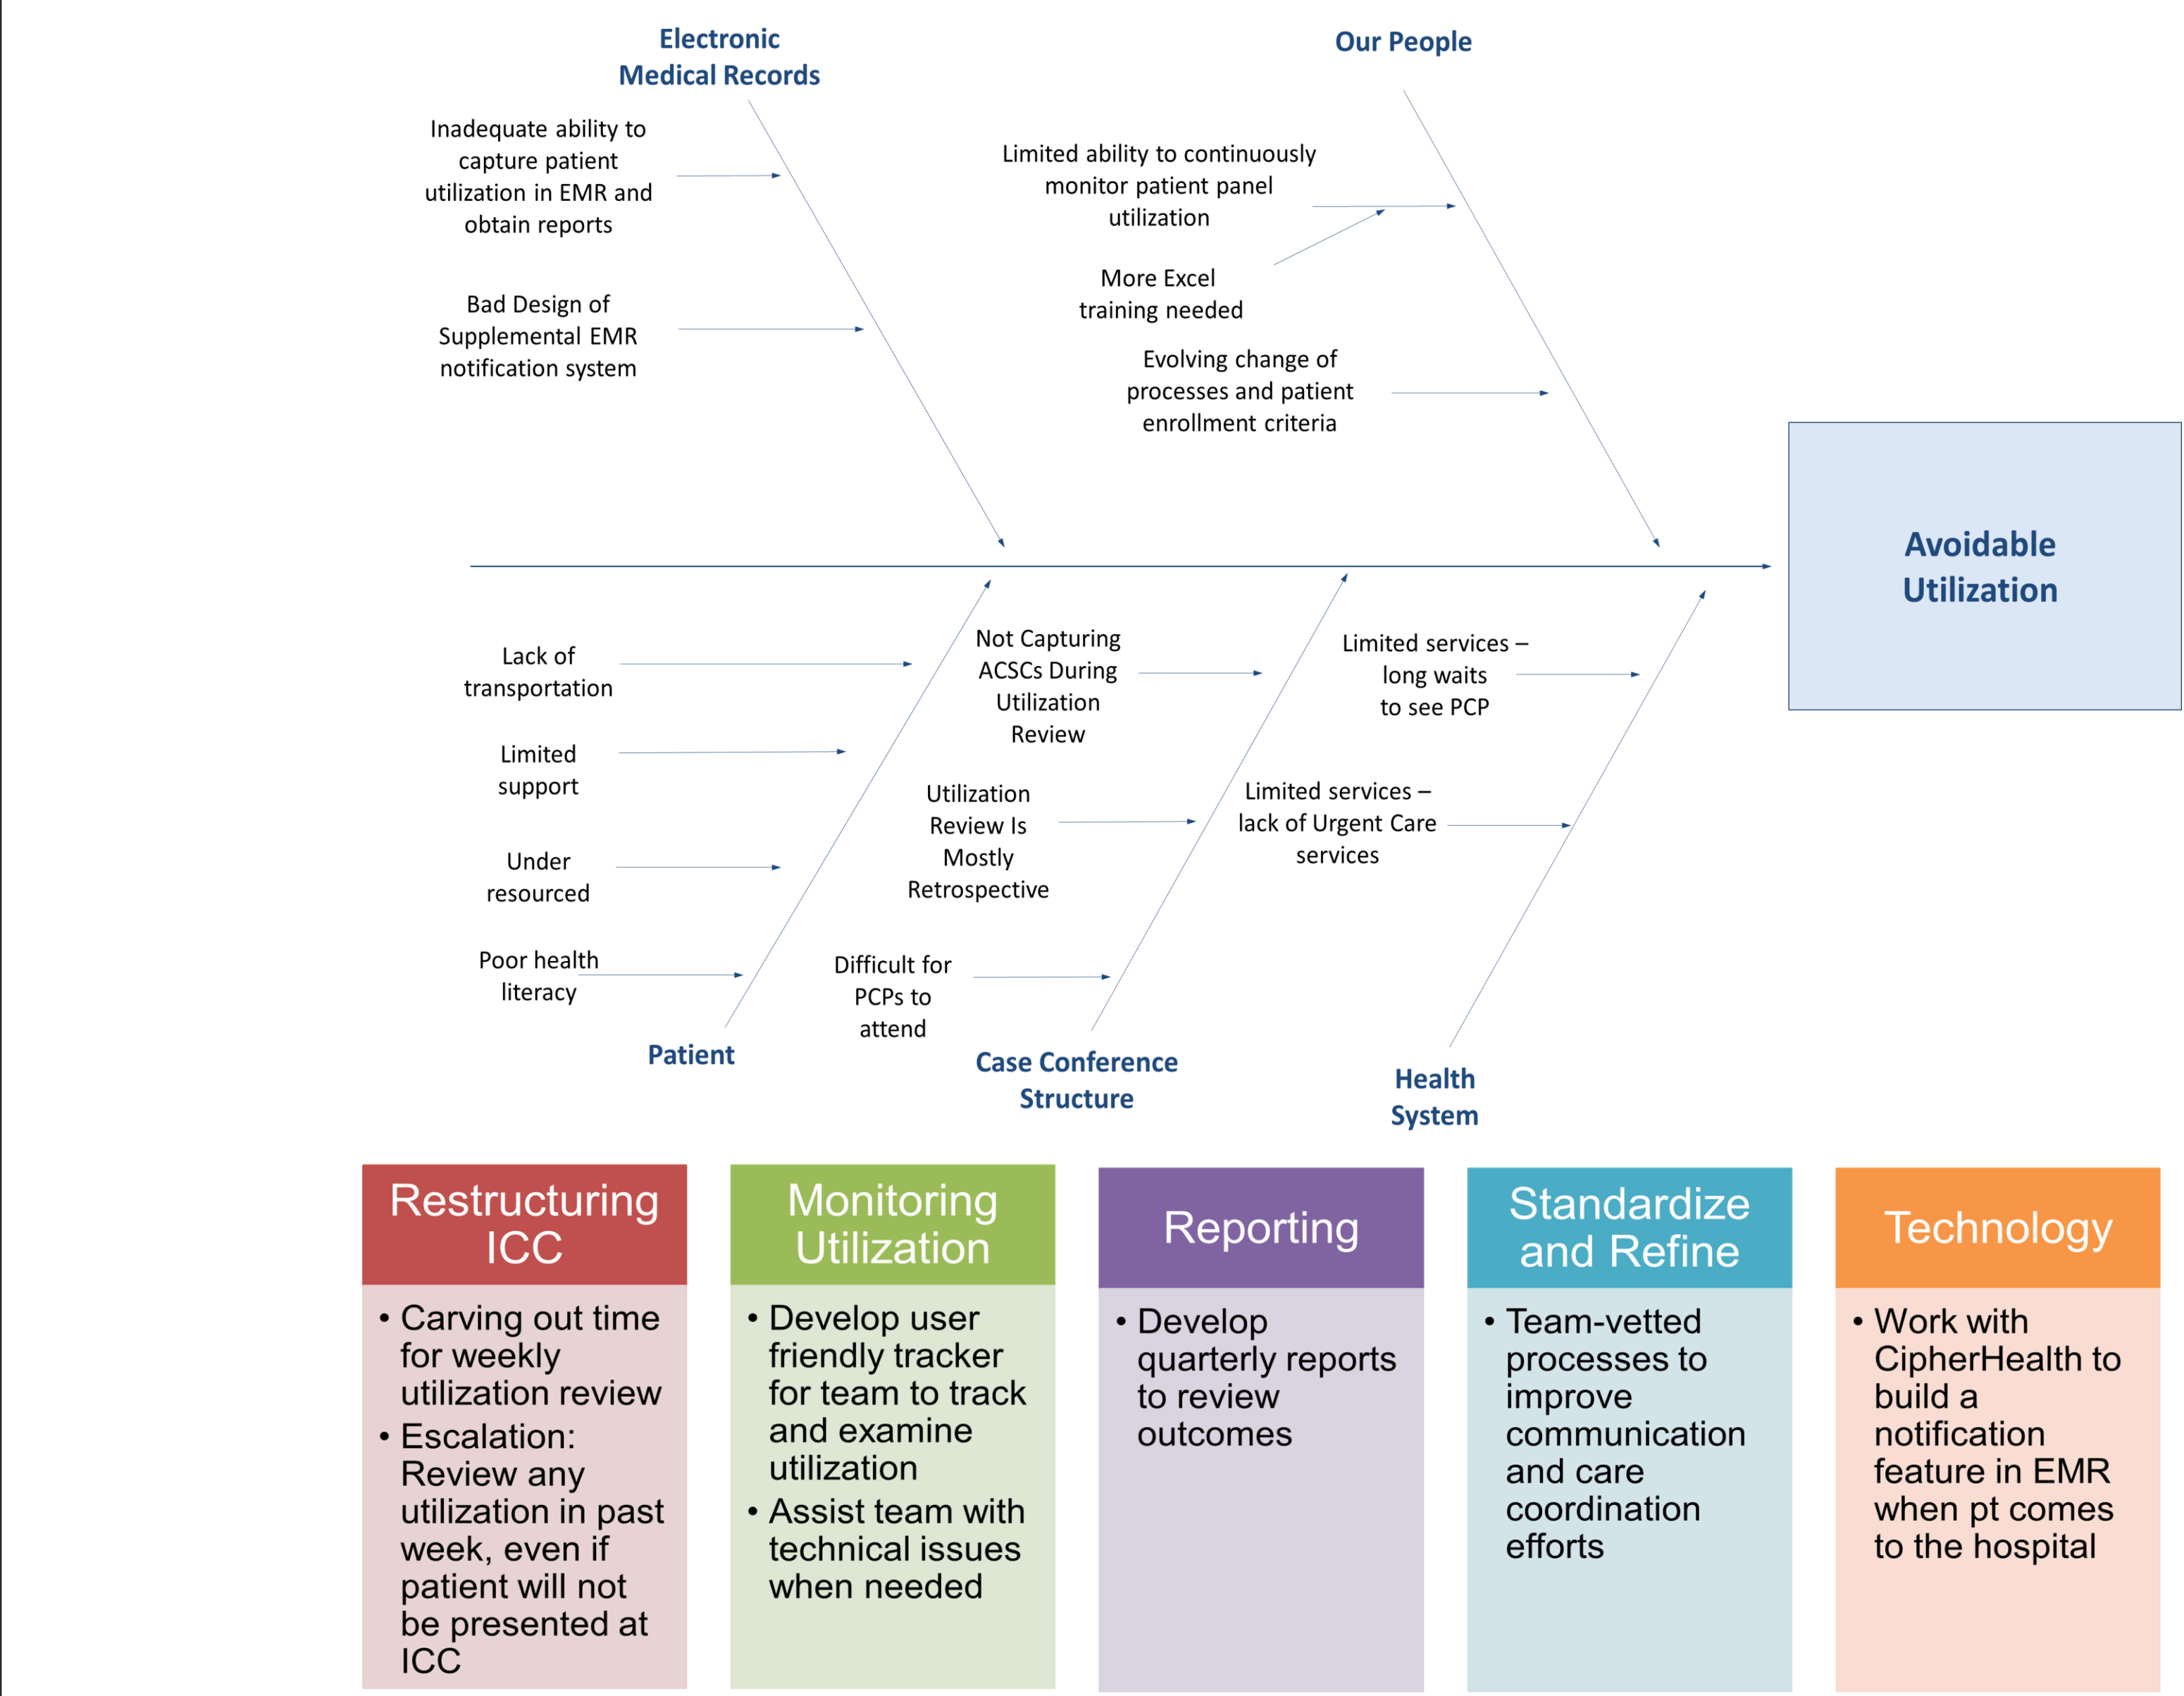 Electronic
Medical Records
Inadequate ability to
capture patient
utilization in EMR and
obtain reports
Bad Design of
Supplemental EMR
notification system
Our People
Limited ability to continuously
monitor patient panel
utilization
More Excel
training needed
Evolving change of
processes and patient
enrollment criteria
Avoidable
Utilization
Lack of
transportation
Limited
support
Under
resourced
Poor health
literacy
Patient
Not Capturing
ACSCs During
Utilization
Review
Utilization
Review Is
Mostly
Retrospective
Difficult for
PCPs to
attend
Case Conference
Structure
Limited services –
long waits
to see PCP
Limited services –
lack of Urgent Care
services
Health
System
Restructuring
ICC
• Carving out time
for weekly
utilization review
• Escalation:
Review any
utilization in past
week, even if
patient will not
be presented at
ICC
Monitoring
Utilization
• Develop user
friendly tracker
for team to track
and examine
utilization
• Assist team with
technical issues
when needed
Reporting
• Develop
quarterly reports
to review
outcomes
Standardize
and Refine
• Team-vetted
processes to
improve
communication
and care
coordination
efforts
Technology
• Work with
CipherHealth to
build a
notification
feature in EMR
when pt comes
to the hospital